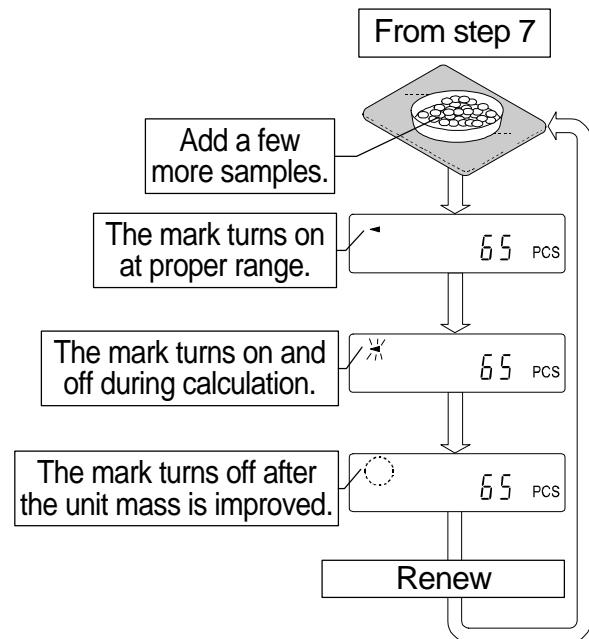 From step 7
Add a few
more samples.
The mark turns on
at proper range.
65 PCS
The mark turns on and
off during calculation.
65 PCS
The mark turns off after
the unit mass is improved.
65 PCS
Renew